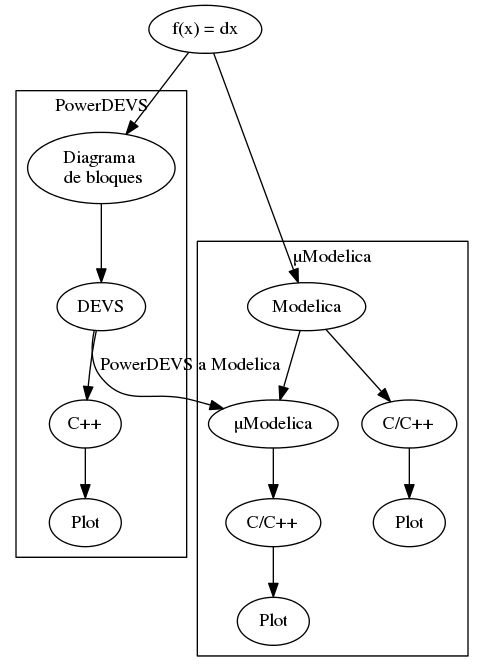 f(x) = dx
PowerDEVS
Diagrama
de bloques
µModelica
DEVS
Modelica
PowerDEVS a Modelica
C++
µModelica
C/C++
Plot
C/C++
Plot
Plot